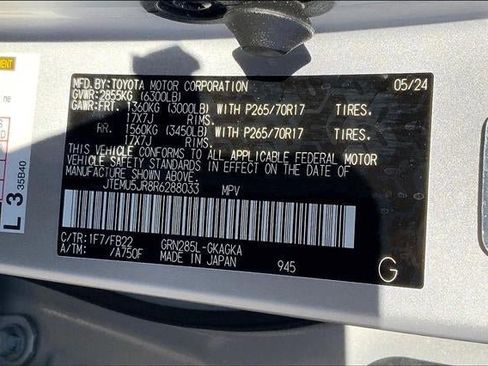 MFD. BY:TOYOTA MOTOR CORPORATION 05/24
GVWR: 2855KG (6300LB)
GAWR:FRT. 1360KG (3000LB) WITH P265/70R17 TIRES.
17X7J RIMS.
RR. 1560KG (3450LB) WITH P265/70R17 TIRES.
17X7J RIMS.
THIS VEHICLE CONFORMS TO ALL APPLICABLE FEDERAL MOTOR
VEHICLE SAFETY STANDARDS IN EFFECT ON THE DATE OF
MANUFACTURE SHOWN ABOVE.
JTEMU5JR8R6288033 MPV
C/TR: 1F7/FB22 GRN285L-GKAGKA
A/TM: /A750F MADE IN JAPAN 945 G
L 3 35B40
ne